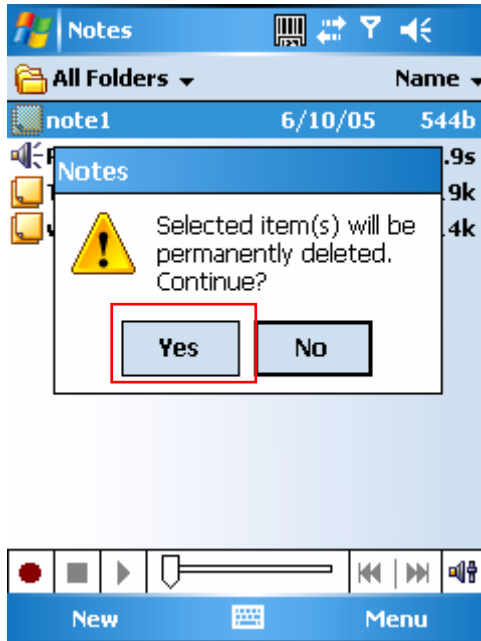 Notes
All Folders
Name
note1 6/10/05 544b
.9s
9k
.4k
Notes
Selected item(s) will be
permanently deleted.
Continue?
Yes No
New Menu